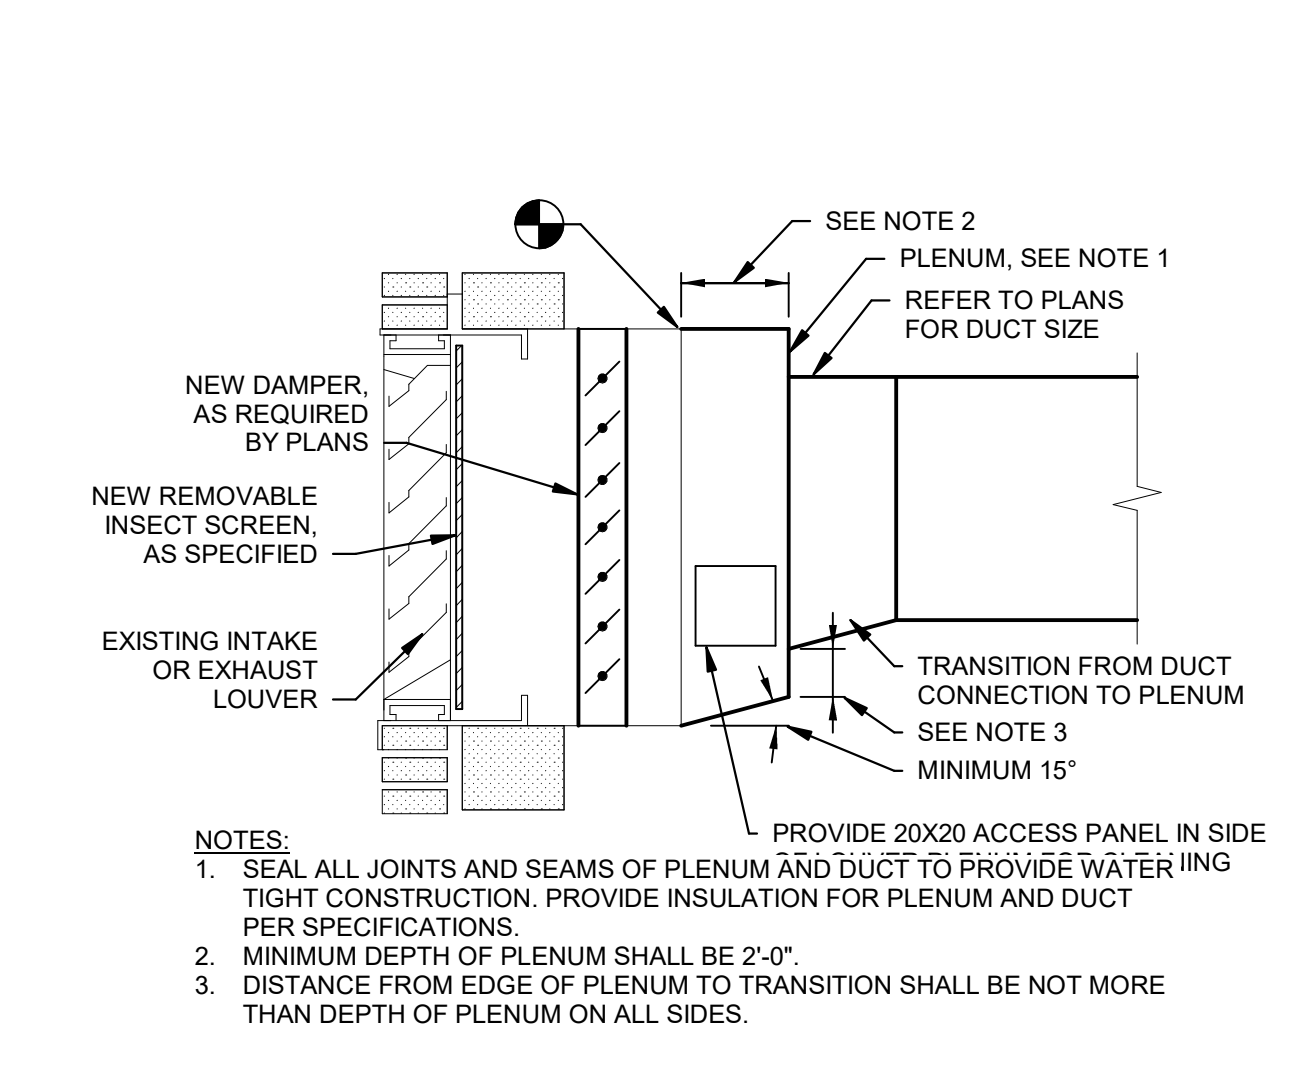 SEE NOTE 2
PLENUM, SEE NOTE 1
REFER TO PLANS
FOR DUCT SIZE
NEW DAMPER,
AS REQUIRED
BY PLANS
NEW REMOVABLE
INSECT SCREEN,
AS SPECIFIED
EXISTING INTAKE
OR EXHAUST
LOUVER
TRANSITION FROM DUCT
CONNECTION TO PLENUM
SEE NOTE 3
MINIMUM 15°
PROVIDE 20X20 ACCESS PANEL IN SIDE
OF LOUVER PLENUM FOR CLEANING
NOTES:
1. SEAL ALL JOINTS AND SEAMS OF PLENUM AND DUCT TO PROVIDE WATER
TIGHT CONSTRUCTION. PROVIDE INSULATION FOR PLENUM AND DUCT
PER SPECIFICATIONS.
2. MINIMUM DEPTH OF PLENUM SHALL BE 2'-0".
3. DISTANCE FROM EDGE OF PLENUM TO TRANSITION SHALL BE NOT MORE
THAN DEPTH OF PLENUM ON ALL SIDES.